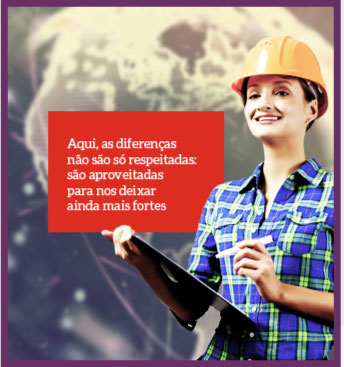 Aqui, as diferenças
não são só respeitadas:
são aproveitadas
para nos deixar
ainda mais fortes